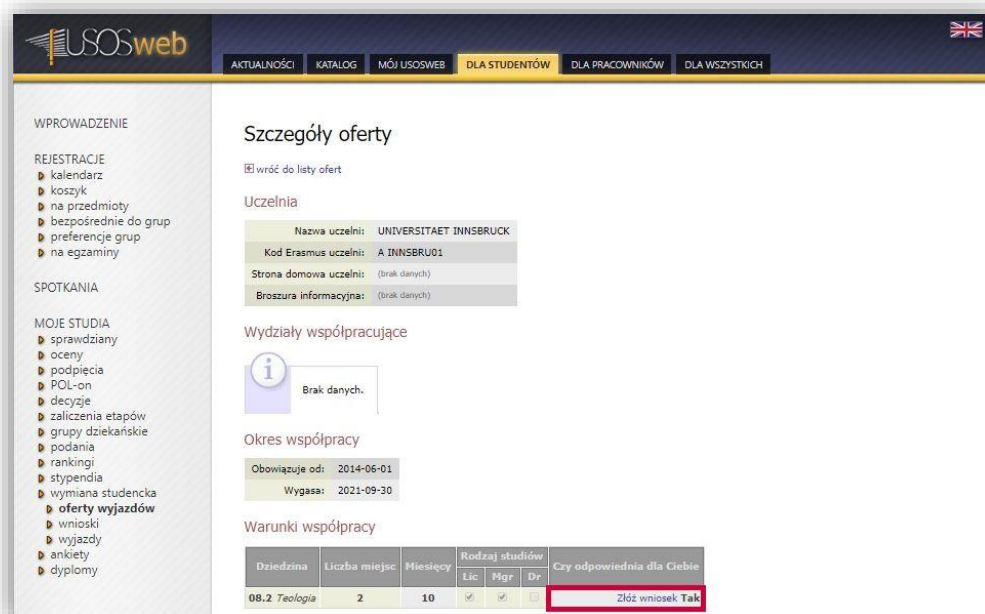 USOSweb
AKTUALNOŚCI KATALOG MÓJ USOSWEB DLA STUDENTÓW DLA PRACOWNIKÓW DLA WSZYSTKICH
WPROWADZENIE
REJESTRACJE
kalendarz
koszyk
na przedmioty
bezpośrednie do grup
preferencje grup
na egzaminy
SPOTKANIA
MOJE STUDIA
sprawdziany
oceny
podpięcia
POL-on
decyzje
zaliczenia etapów
grupy dziekańskie
podania
rankingi
stypendia
wymiana studencka
oferty wyjazdów
wnioski
wyjazdy
ankiety
dyplomy
Szczegóły oferty
wróć do listy ofert
Uczelnia
Nazwa uczelni: UNIVERSITAET INNSBRUCK
Kod Erasmus uczelni: A INNSBRU01
Strona domowa uczelni: (brak danych)
Broszura informacyjna: (brak danych)
Wydziały współpracujące
i
Brak danych.
Okres współpracy
Obowiązuje od: 2014-06-01
Wygasa: 2021-09-30
Warunki współpracy
Dziedzina Liczba miejsc Miesięcy Rodzaj studiów Czy odpowiednia dla Ciebie
Lic Mgr Dr
08.2 Teologia 2 10 Złóż wniosek Tak